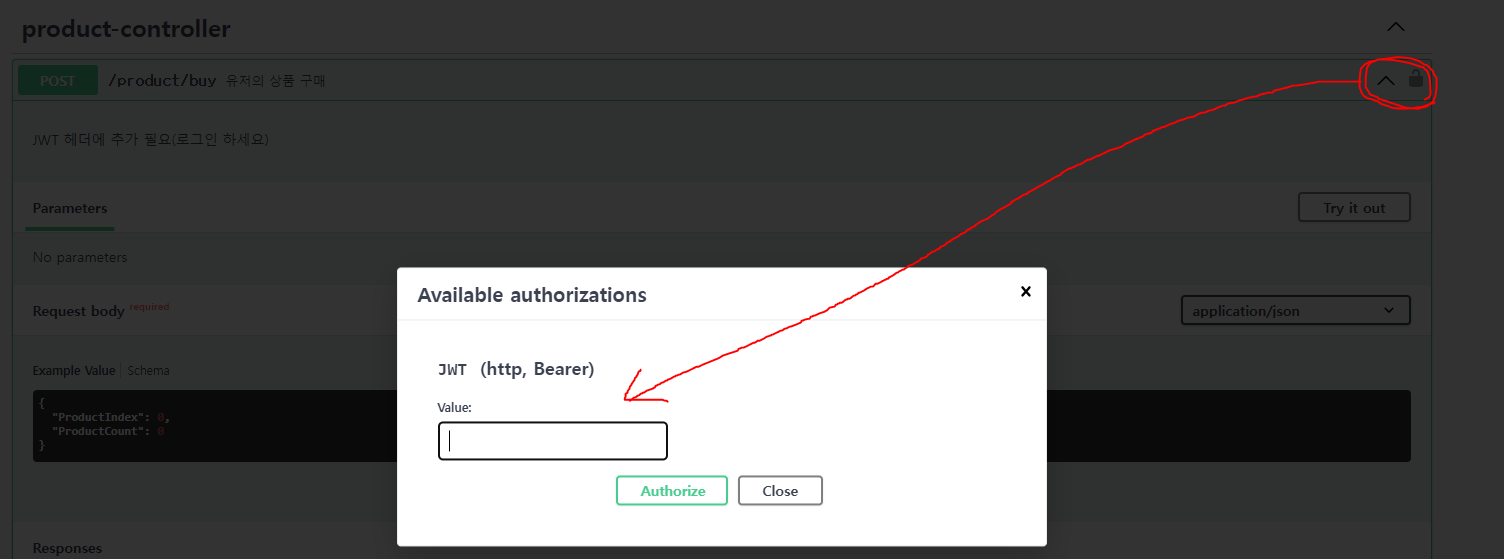 product-controller
POST /product/buy 유저의 상품 구매
JWT 헤더에 추가 필요(로그인 하세요)
Parameters
Try it out
No parameters
Request body required
application/json
Example Value | Schema
{
"ProductIndex": 0,
"ProductCount": 0
}
Responses
Available authorizations
×
JWT (http, Bearer)
Value:
Authorize
Close